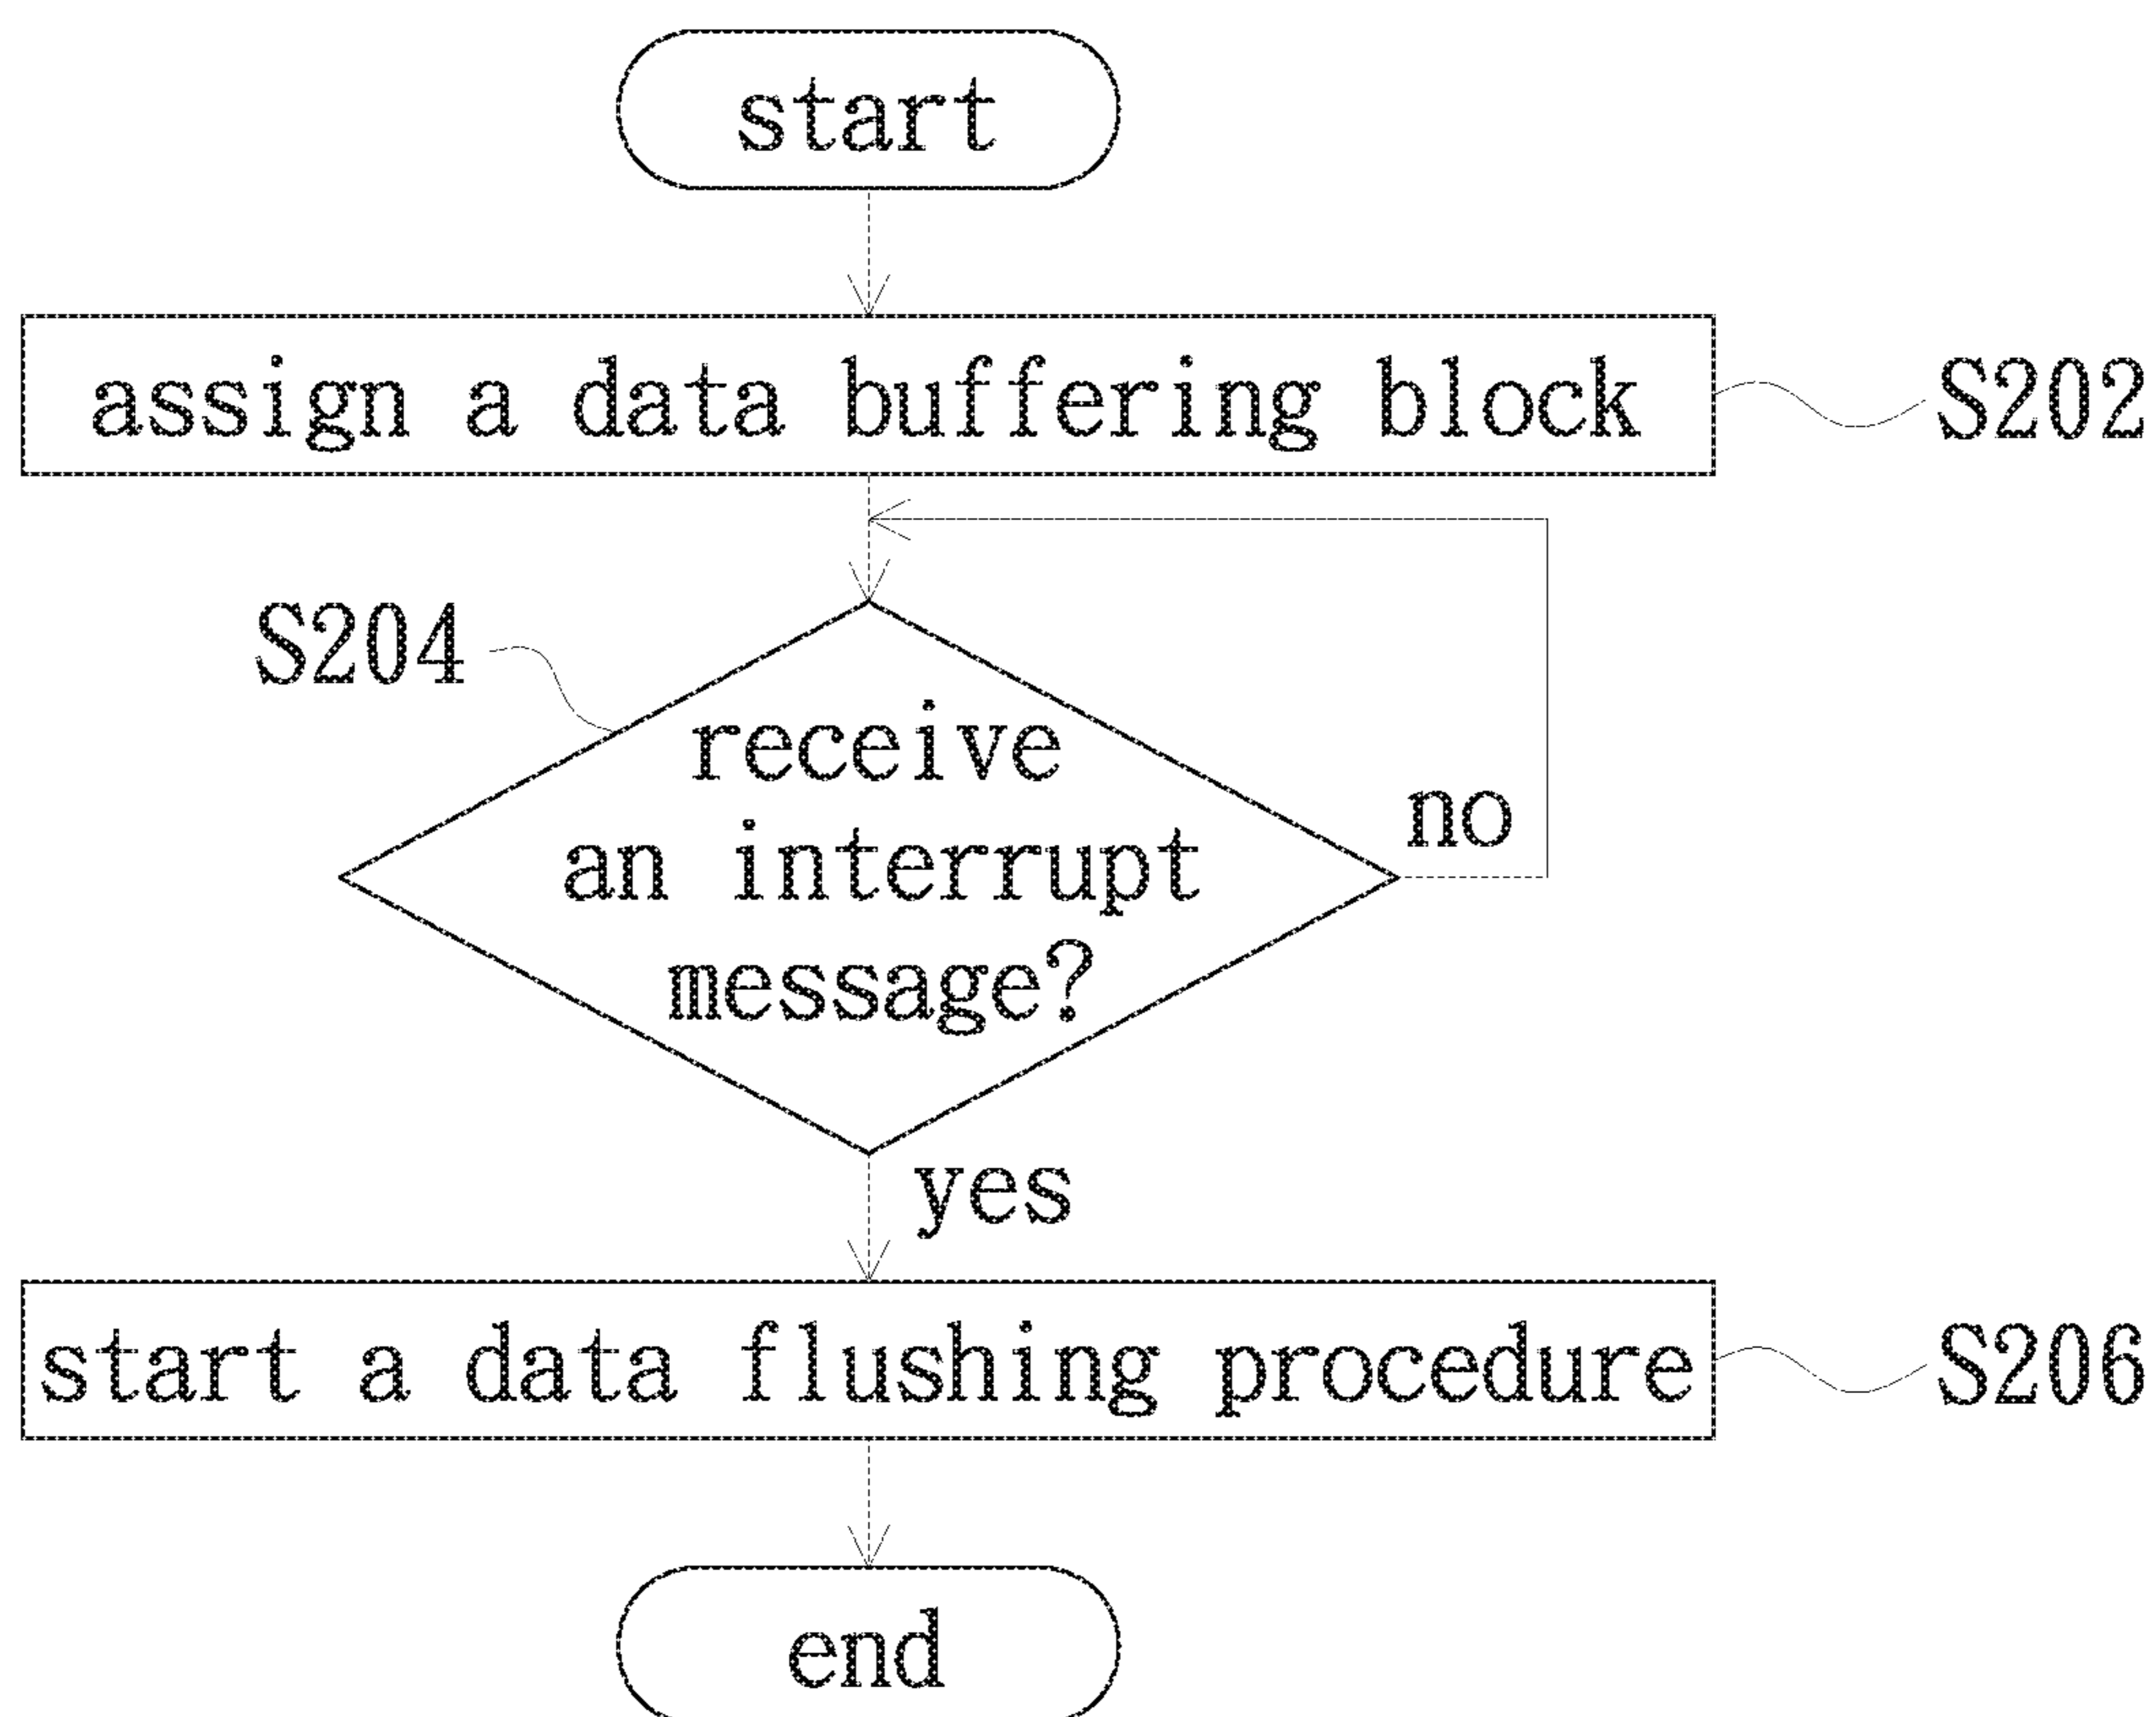 start
assign a data buffering block
S202
S204
receive
an interrupt
message?
no
yes
start a data flushing procedure
S206
end